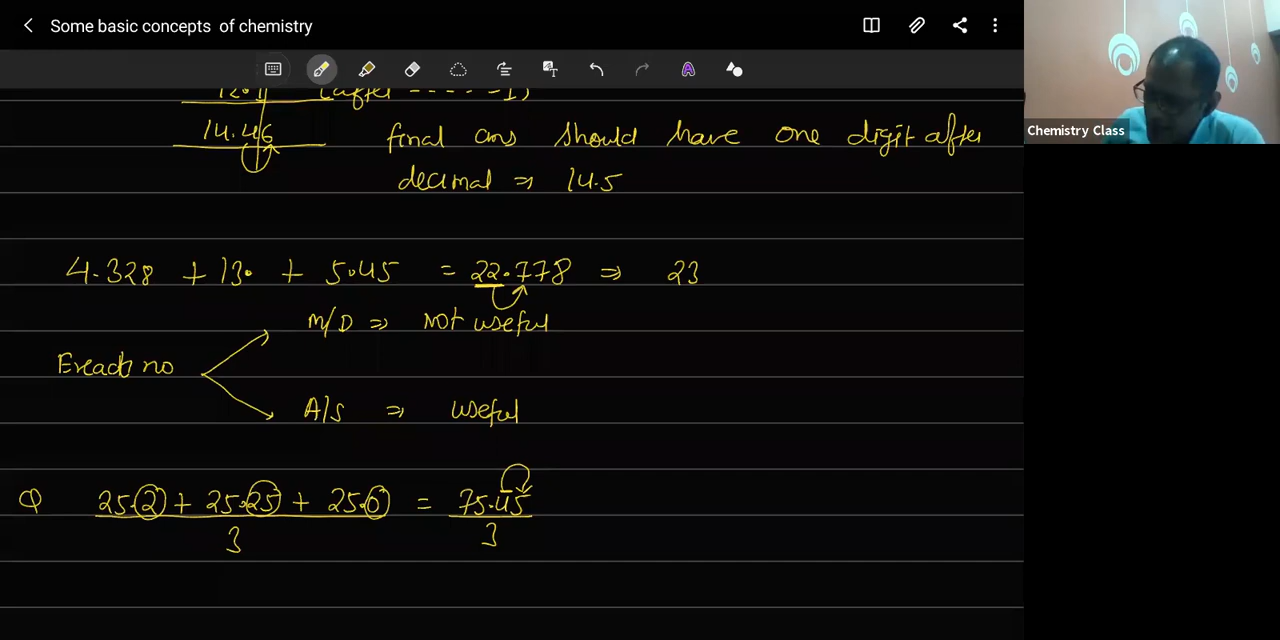 Some basic concepts of chemistry
Chemistry Class
14.46 final ans should have one digit after
decimal ⇒ 14.5
4.328 + 13. + 5.45 = 22.778 ⇒ 23
M/D ⇒ Not useful
Exact no
A/S ⇒ useful
Q 25.2 + 25.25 + 25.0 = 75.45
3 3